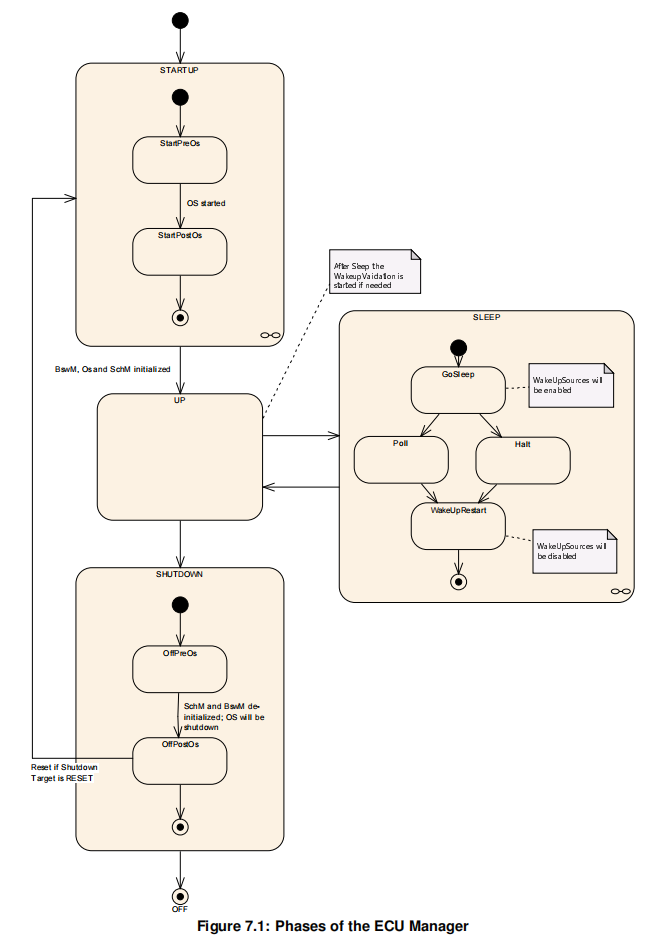 STARTUP
StartPreOs
OS started
StartPostOs
After Sleep the
WakeupValidation is
started if needed
SLEEP
BswM, Os and SchM initialized
GoSleep
WakeUpSources will
be enabled
UP
Poll
Halt
WakeUpRestart
WakeUpSources will
be disabled
SHUTDOWN
OffPreOs
SchM and BswM de-
initialized; OS will be
shutdown
OffPostOs
Reset if Shutdown
Target is RESET
OFF
Figure 7.1: Phases of the ECU Manager